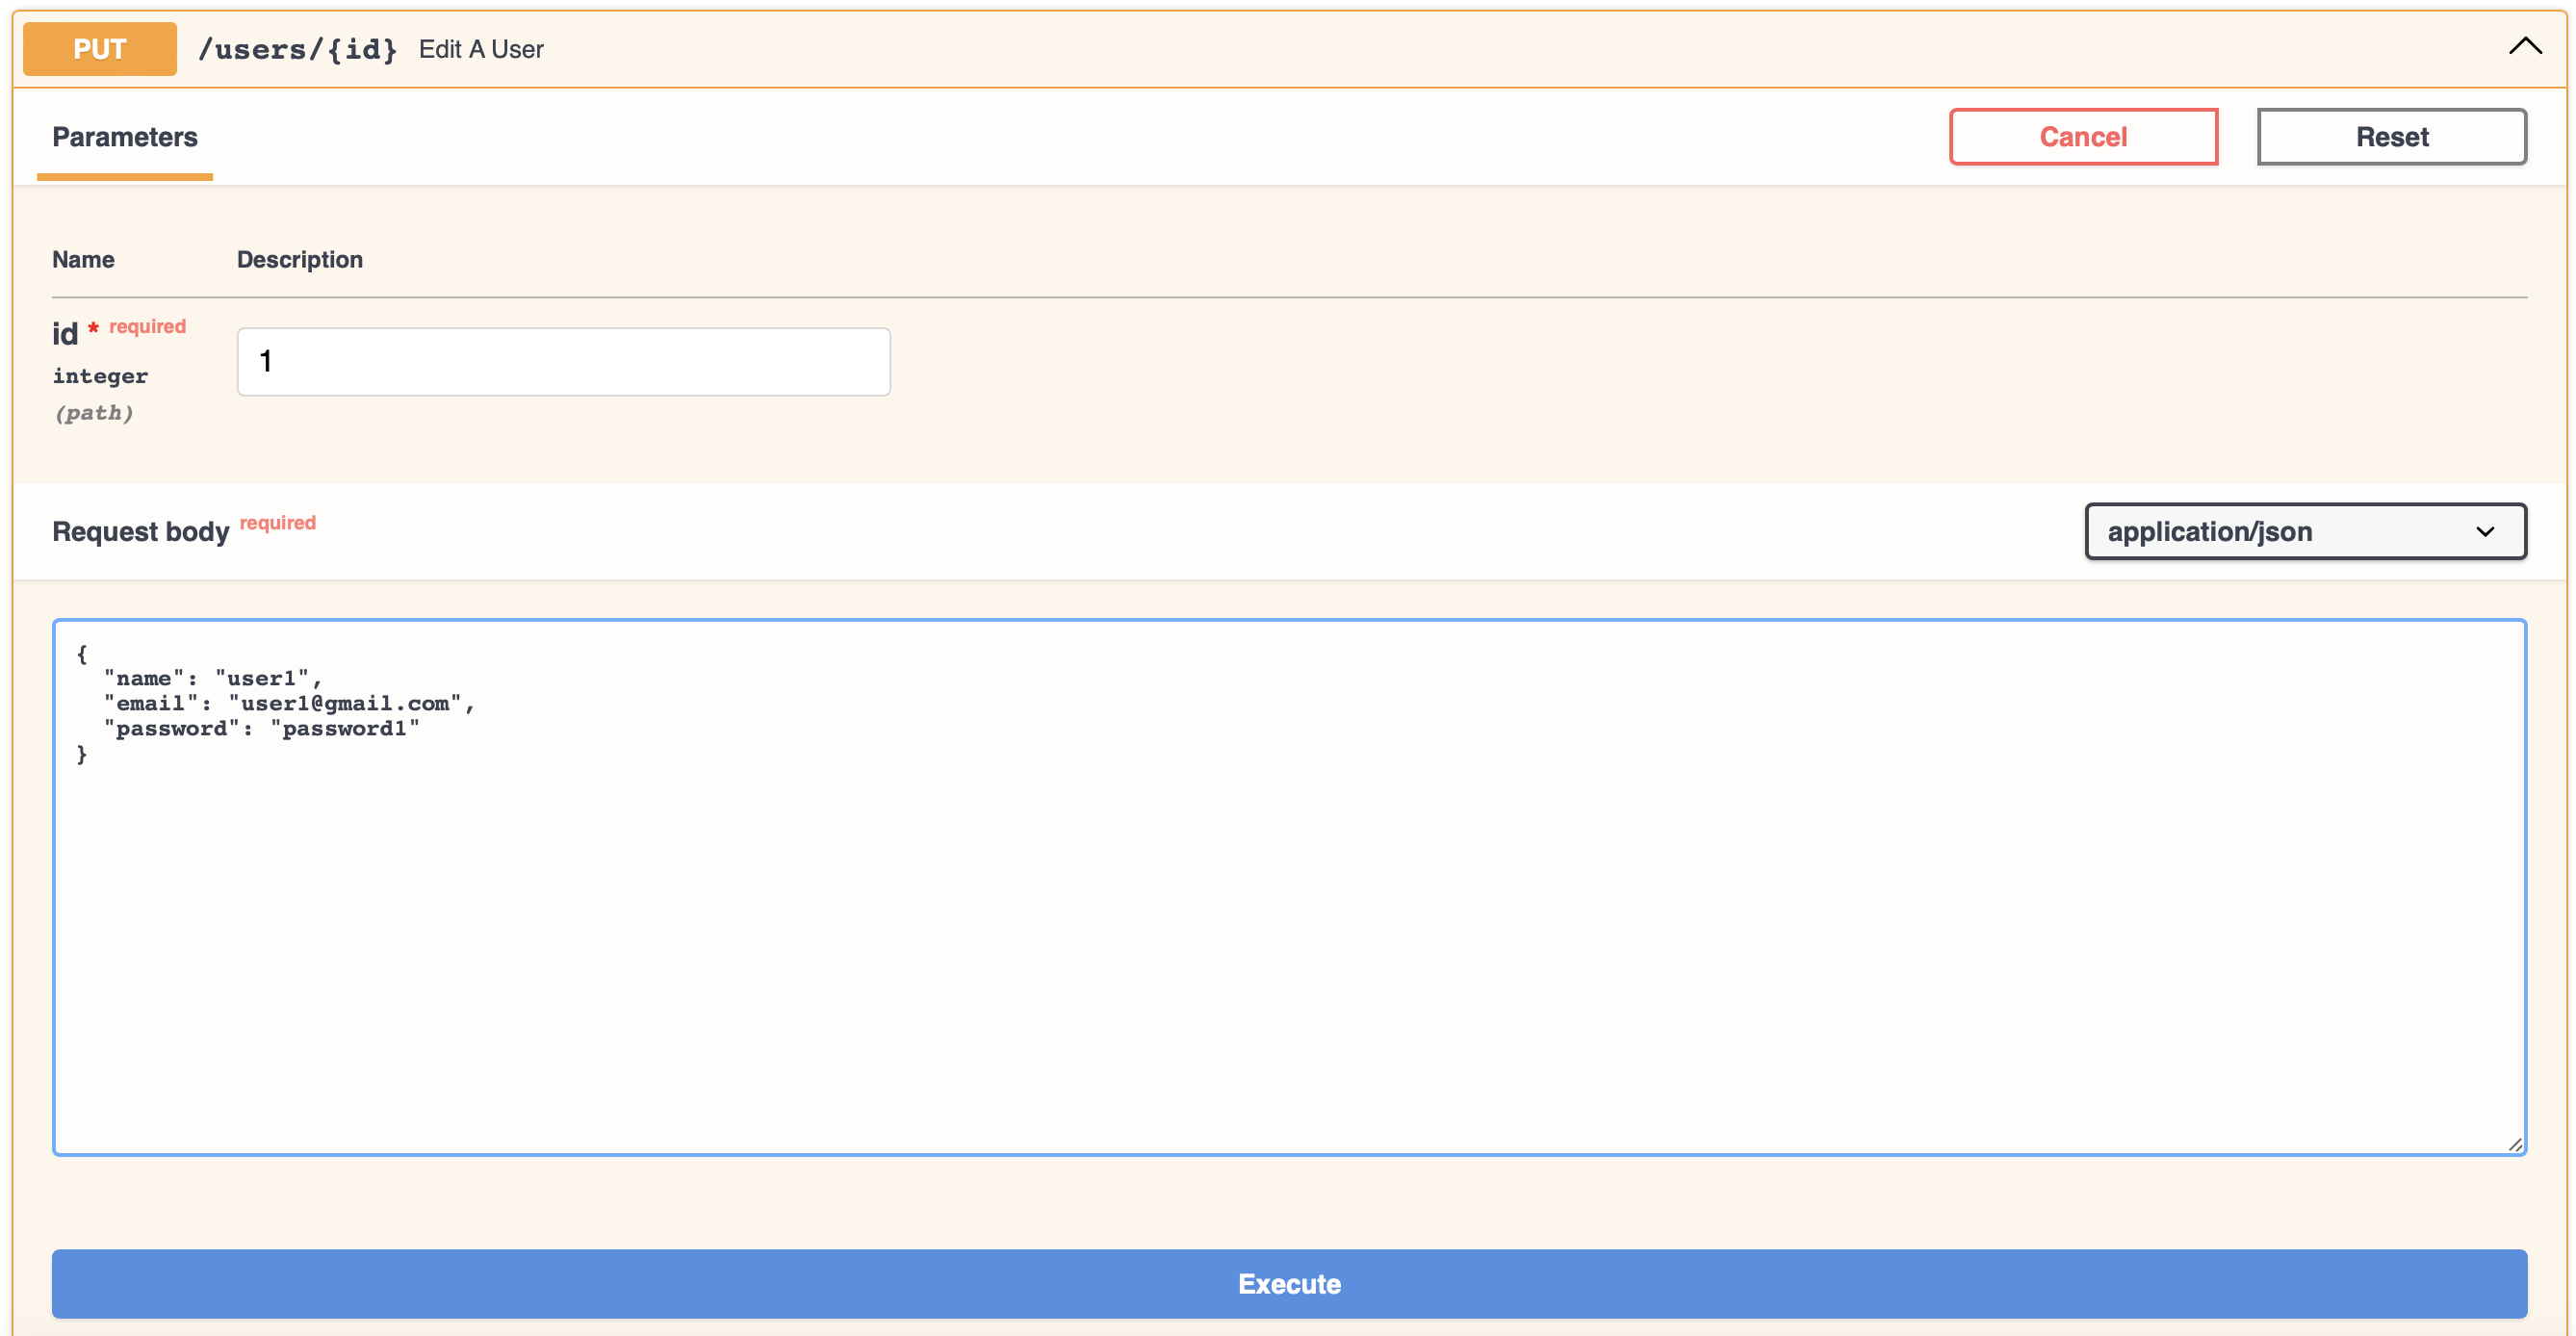 PUT /users/{id} Edit A User
Parameters Cancel Reset
Name Description
id * required
1
integer
(path)
Request body required application/json
{
"name": "user1",
"email": "user1@gmail.com",
"password": "password1"
}
Execute